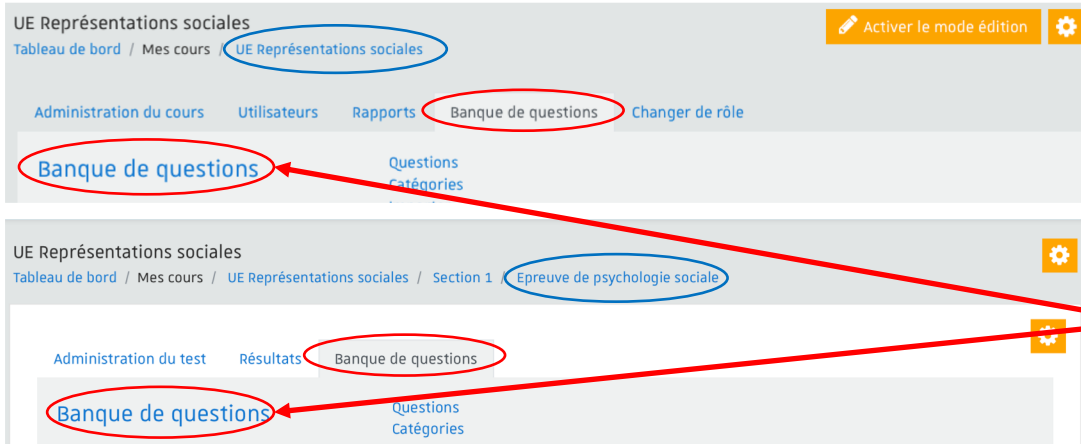 UE Représentations sociales
Activer le mode édition
Tableau de bord / Mes cours / UE Représentations sociales
Administration du cours Utilisateurs Rapports Banque de questions Changer de rôle
Banque de questions
Questions
Catégories
UE Représentations sociales
Tableau de bord / Mes cours / UE Représentations sociales / Section 1 / Epreuve de psychologie sociale
Administration du test Résultats Banque de questions
Banque de questions
Questions
Catégories